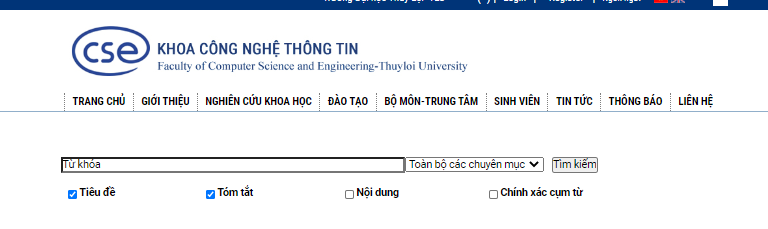 cse
KHOA CÔNG NGHỆ THÔNG TIN
Faculty of Computer Science and Engineering-Thuyloi University
TRANG CHỦ GIỚI THIỆU NGHIÊN CỨU KHOA HỌC ĐÀO TẠO BỘ MÔN-TRUNG TÂM SINH VIÊN TIN TỨC THÔNG BÁO LIÊN HỆ
Từ khóa Toàn bộ các chuyên mục Tìm kiếm
Tiêu đề Tóm tắt Nội dung Chính xác cụm từ